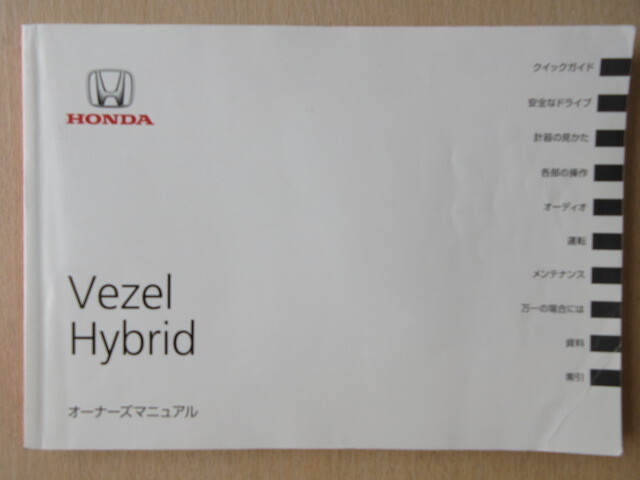 HONDA
Vezel
Hybrid
オーナーズマニュアル
クイックガイド
安全なドライブ
計器の見かた
各部の操作
オーディオ
運転
メンテナンス
万一の場合には
資料
索引